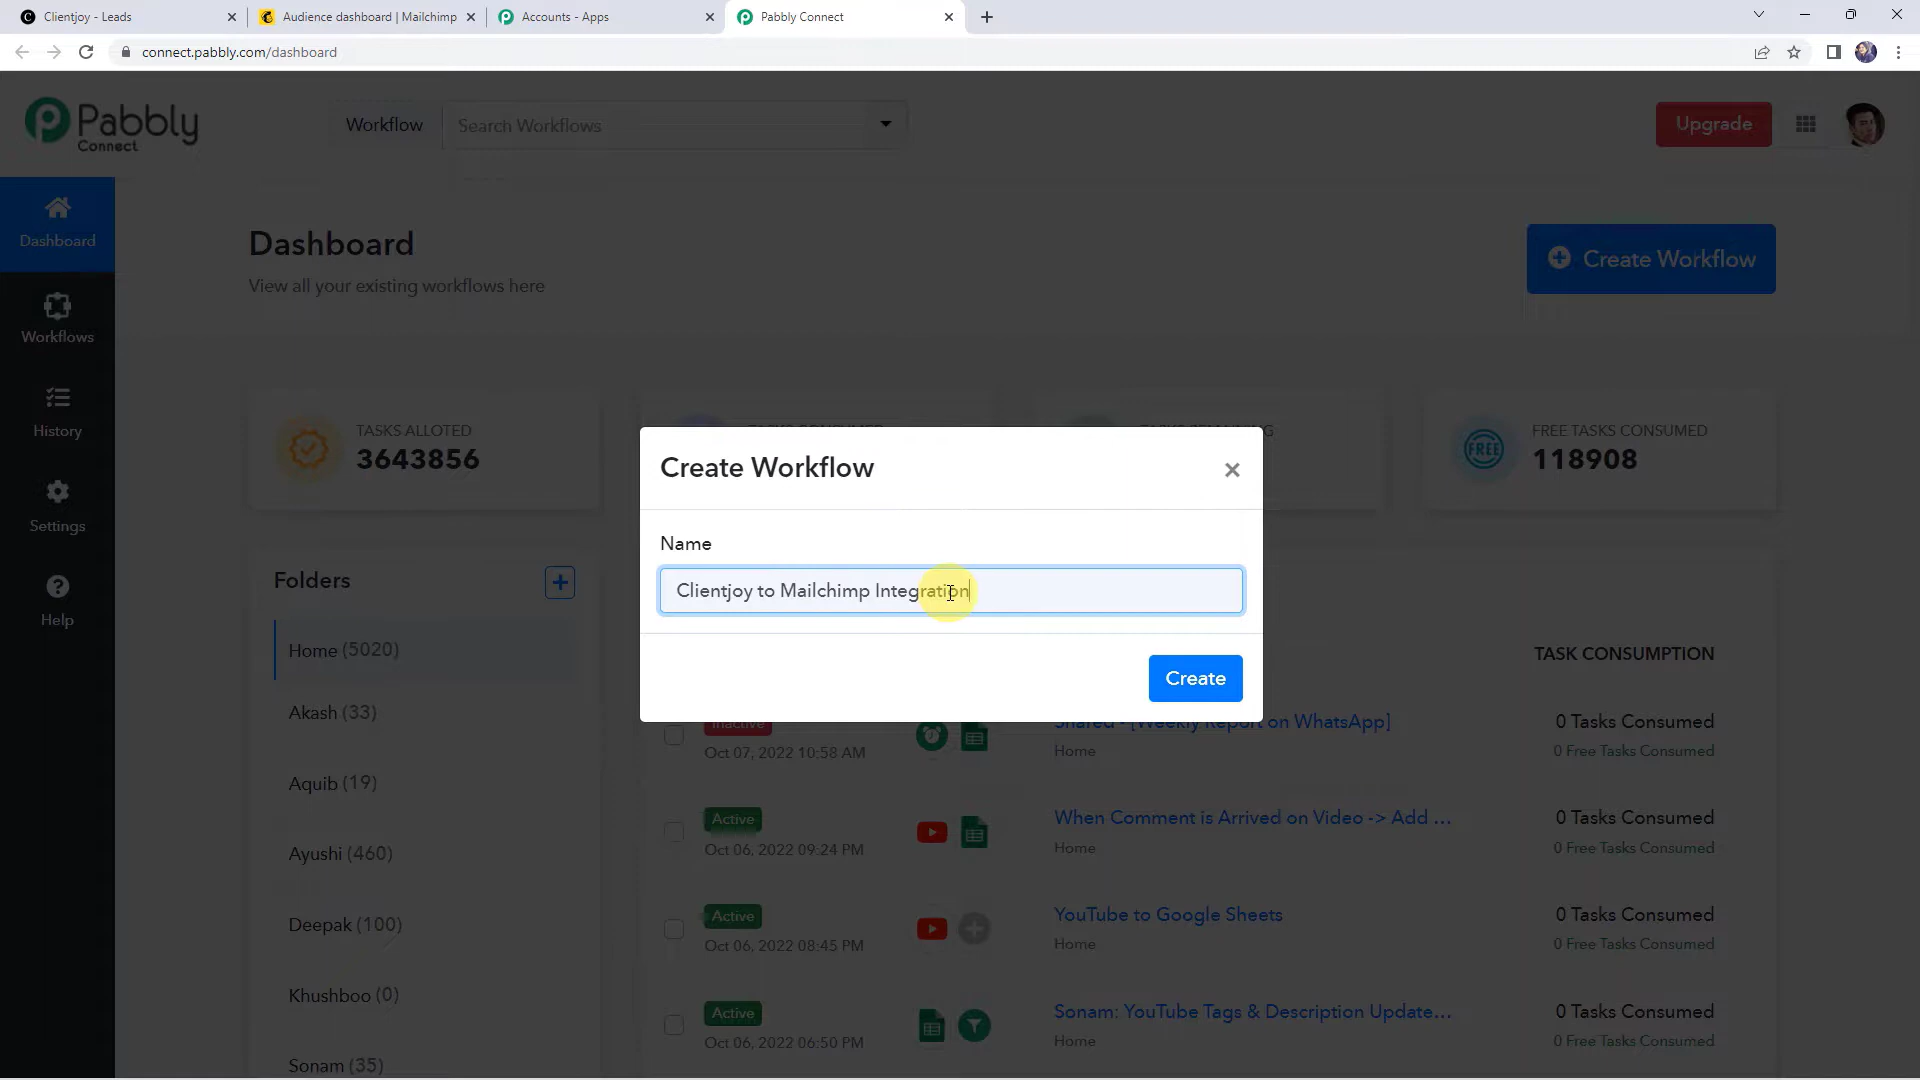 Clientjoy - Leads
Audience dashboard | Mailchimp
Accounts - Apps
Pabbly Connect
connect.pabbly.com/dashboard
Pabbly
Connect
Workflow
Search Workflows
Upgrade
Dashboard
Workflows
History
Settings
Help
Dashboard
View all your existing workflows here
Create Workflow
TASKS ALLOTED
3643856
FREE
FREE TASKS CONSUMED
118908
Create Workflow
Name
Clientjoy to Mailchimp Integration
Create
Folders
Home (5020)
Akash (33)
Aquib (19)
Ayushi (460)
Deepak (100)
Khushboo (0)
Sonam (35)
TASK CONSUMPTION
Inactive
Oct 07, 2022 10:58 AM
Shared - [Weekly Report on WhatsApp]
Home
0 Tasks Consumed
0 Free Tasks Consumed
Active
Oct 06, 2022 09:24 PM
When Comment is Arrived on Video -> Add ...
Home
0 Tasks Consumed
0 Free Tasks Consumed
Active
Oct 06, 2022 08:45 PM
YouTube to Google Sheets
Home
0 Tasks Consumed
0 Free Tasks Consumed
Active
Oct 06, 2022 06:50 PM
Sonam: YouTube Tags & Description Update...
Home
0 Tasks Consumed
0 Free Tasks Consumed